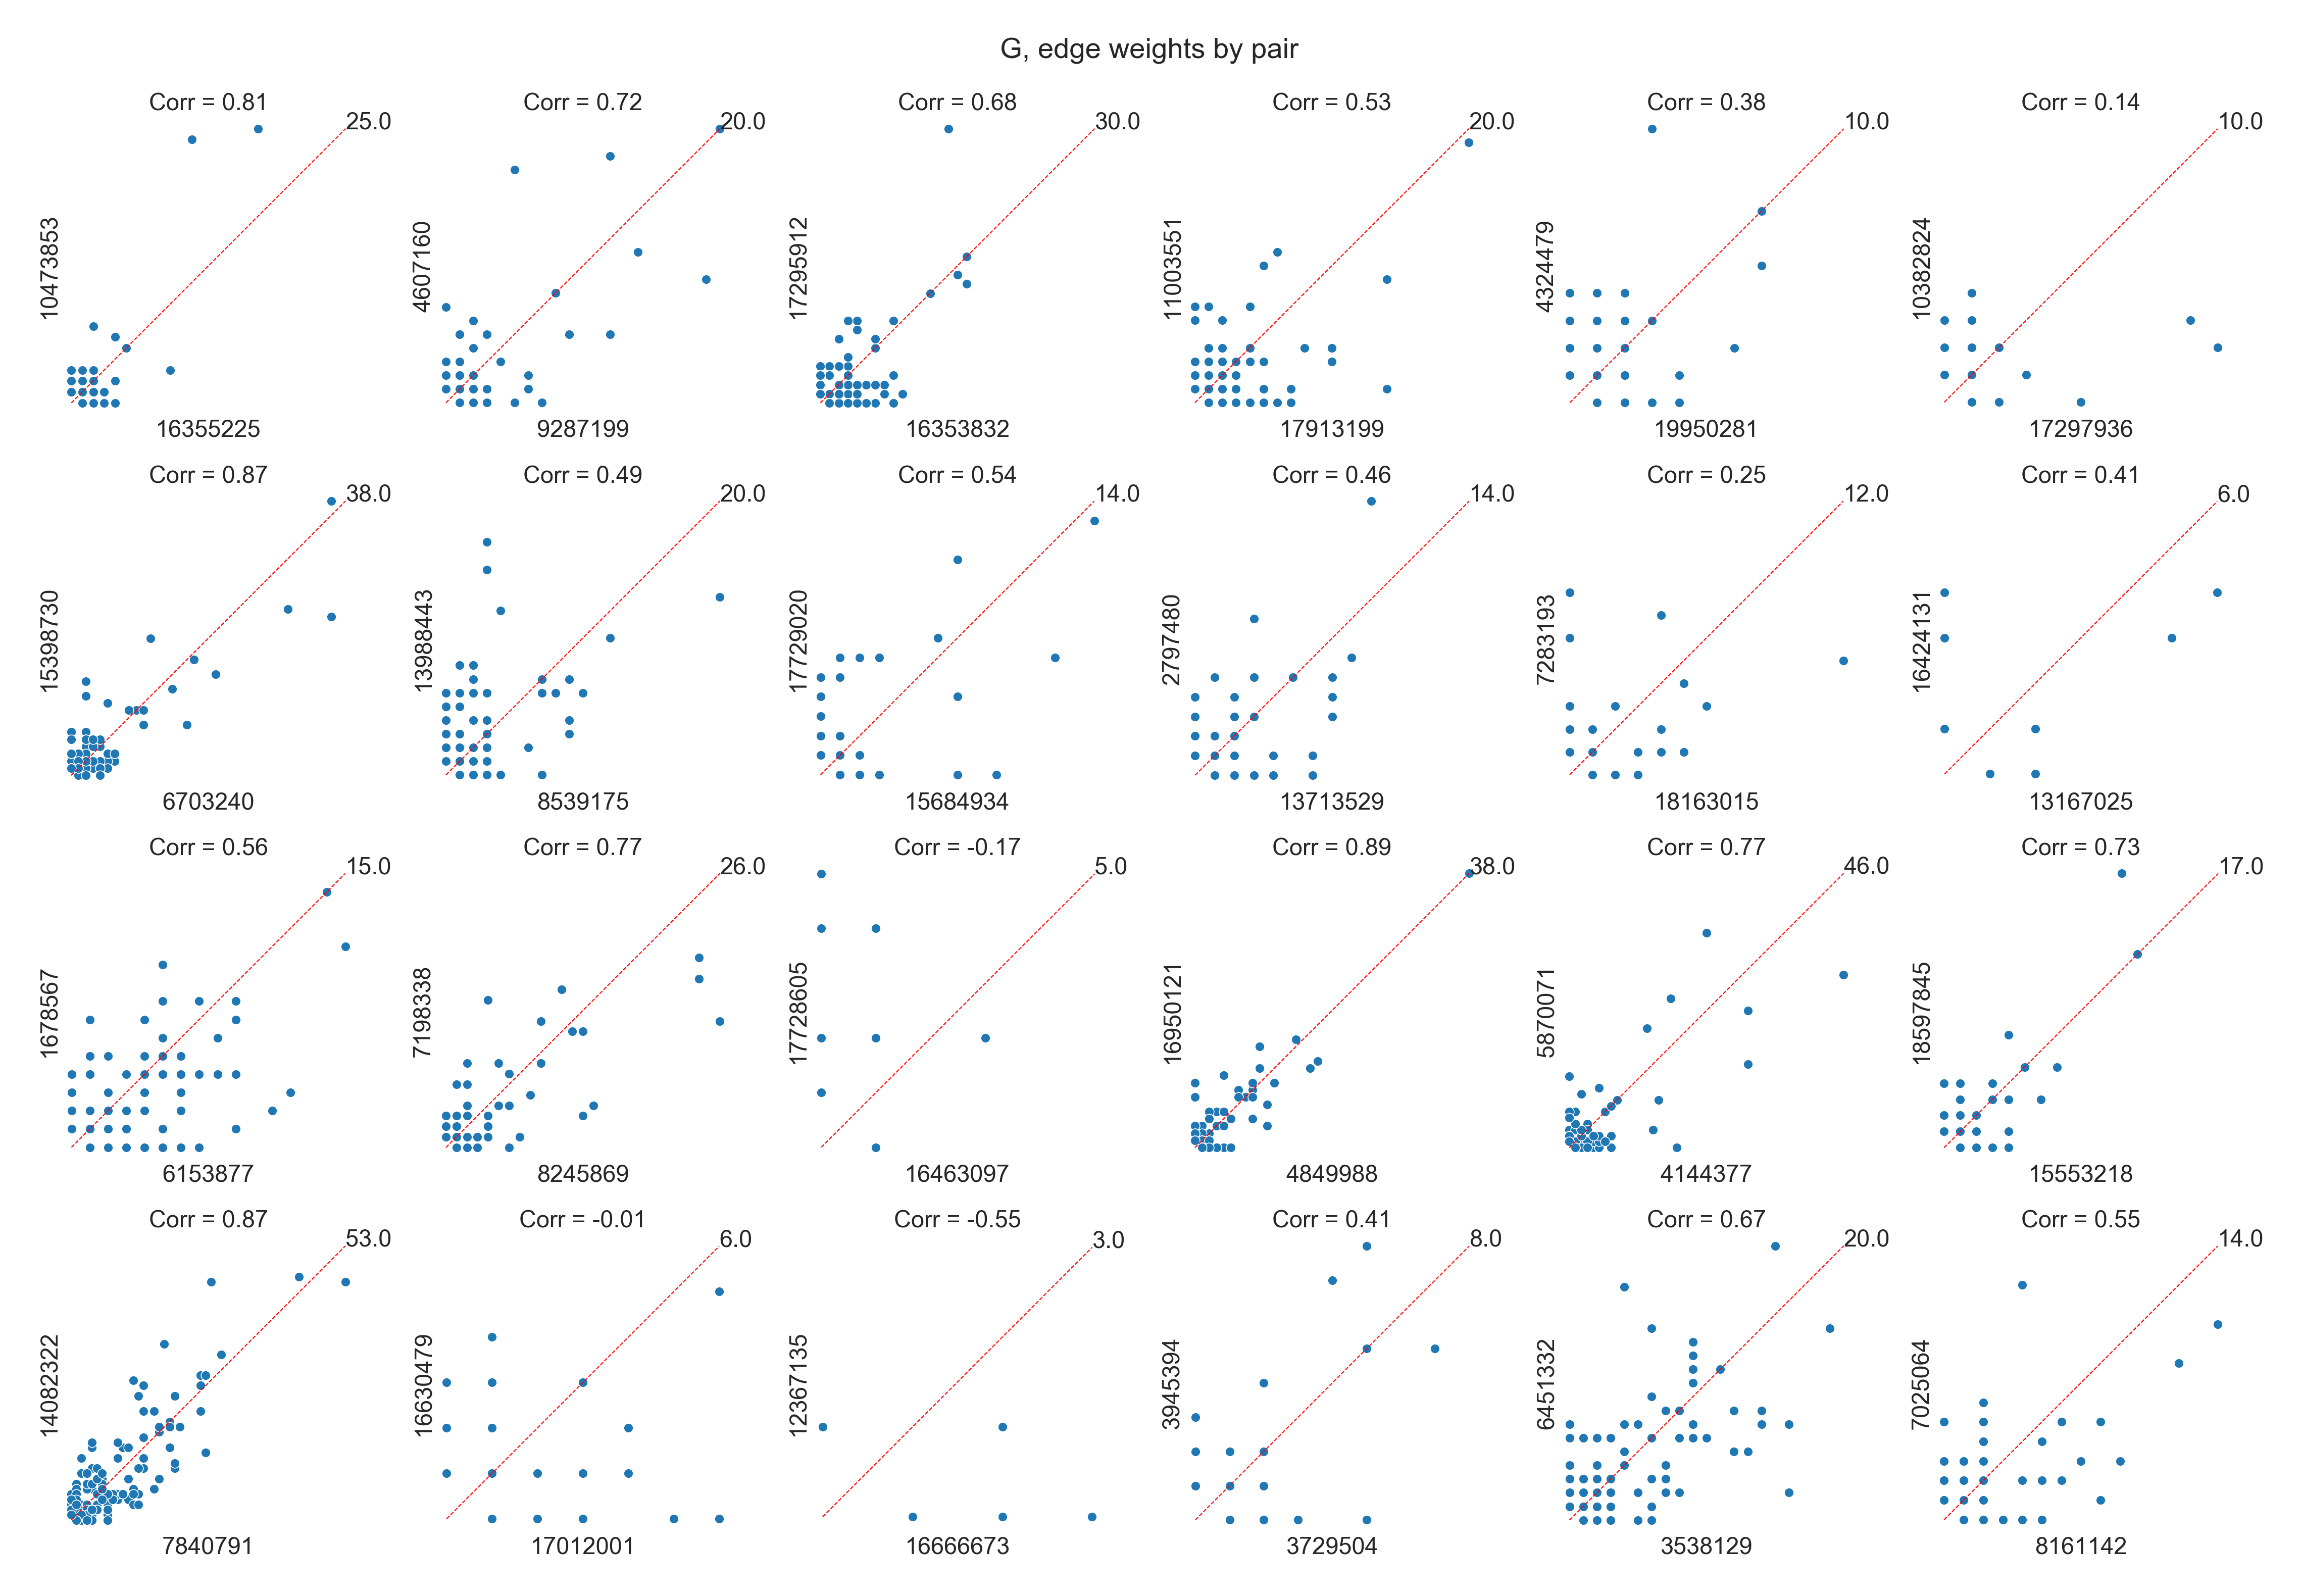 G, edge weights by pair
Corr = 0.81
25.0
10473853
16355225
Corr = 0.72
20.0
4607160
9287199
Corr = 0.68
30.0
17295912
16353832
Corr = 0.53
20.0
11003551
17913199
Corr = 0.38
10.0
4324479
19950281
Corr = 0.14
10.0
10382824
17297936
Corr = 0.87
38.0
15398730
6703240
Corr = 0.49
20.0
13988443
8539175
Corr = 0.54
14.0
17729020
15684934
Corr = 0.46
14.0
2797480
13713529
Corr = 0.25
12.0
7283193
18163015
Corr = 0.41
6.0
16424131
13167025
Corr = 0.56
15.0
1678567
6153877
Corr = 0.77
26.0
7198338
8245869
Corr = -0.17
5.0
17728605
16463097
Corr = 0.89
38.0
16950121
4849988
Corr = 0.77
46.0
5870071
4144377
Corr = 0.73
17.0
18597845
15553218
Corr = 0.87
53.0
14082322
7840791
Corr = -0.01
6.0
16630479
17012001
Corr = -0.55
3.0
12367135
16666673
Corr = 0.41
8.0
3945394
3729504
Corr = 0.67
20.0
6451332
3538129
Corr = 0.55
14.0
7025064
8161142